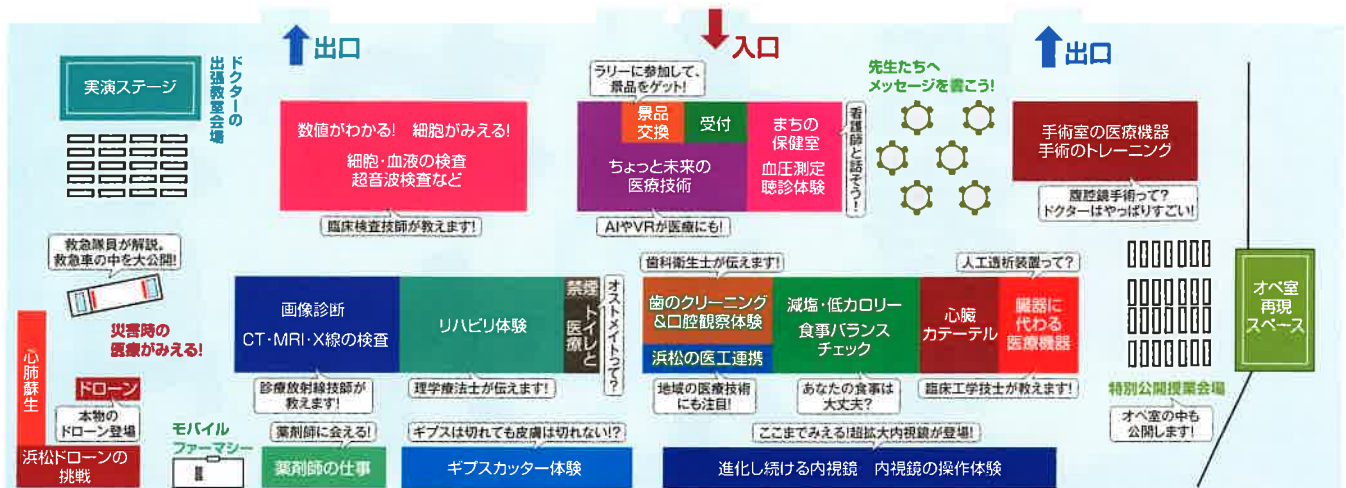 出口
入口
出口
実演ステージ
ドクターの
出張教室会場
数値がわかる! 細胞がみえる!
細胞・血液の検査
超音波検査など
臨床検査技師が教えます!
ラリーに参加して、
景品をゲット!
景品
交換
受付
ちょっと未来の
医療技術
AIやVRが医療にも!
まちの
保健室
血圧測定
聴診体験
看護師と話そう!
先生たちへ
メッセージを書こう!
手術室の医療機器
手術のトレーニング
腹腔鏡手術って?
ドクターはやっぱりすごい!
救急隊員が解説。
救急車の中を大公開!
災害時の
医療がみえる!
心肺蘇生
ドローン
本物の
ドローン登場
浜松ドローンの
挑戦
モバイル
ファーマシー
画像診断
CT・MRI・X線の検査
診療放射線技師が
教えます!
リハビリ体験
理学療法士が伝えます!
禁煙
トイレと
医療
オストメイトって?
歯科衛生士が伝えます!
歯のクリーニング
&口腔観察体験
浜松の医工連携
地域の医療技術
にも注目!
減塩・低カロリー
食事バランス
チェック
あなたの食事は
大丈夫?
心臓
カテーテル
人工透析装置って?
臓器に
代わる
医療機器
臨床工学技士が教えます!
特別公開授業会場
オペ室の中も
公開します!
オペ室
再現
スペース
薬剤師に会える!
薬剤師の仕事
ギプスは切れても皮膚は切れない!?
ギプスカッター体験
ここまでみえる!超拡大内視鏡が登場!
進化し続ける内視鏡 内視鏡の操作体験